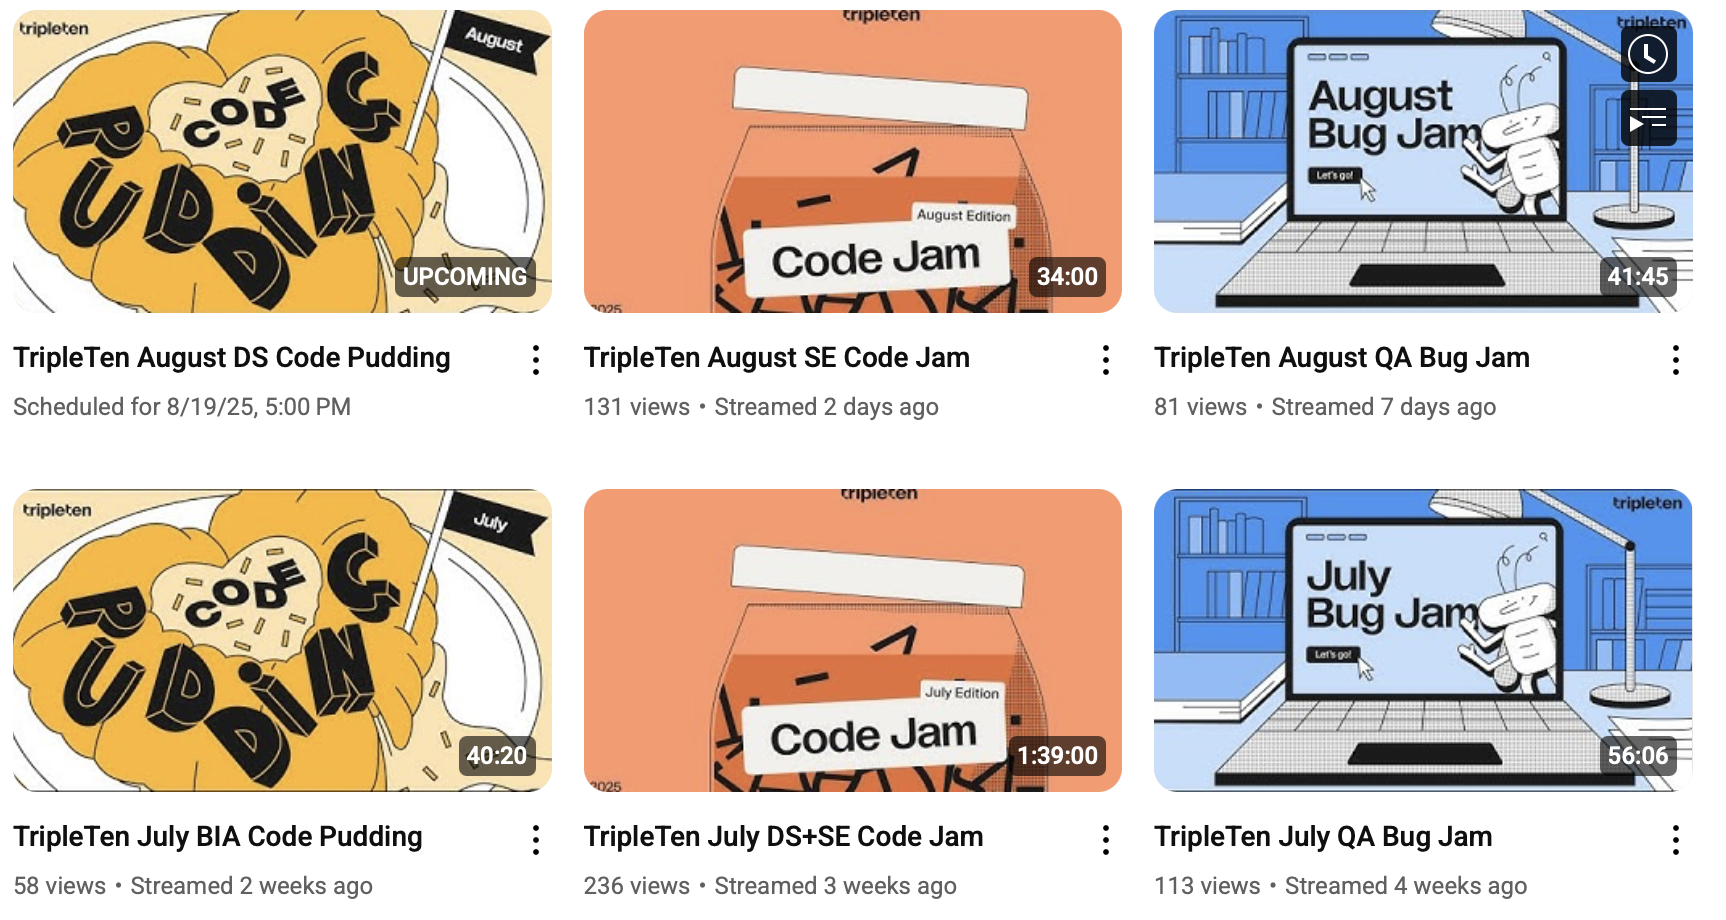 tripleten
August
CODE
PUDDING
UPCOMING
TripleTen August DS Code Pudding
Scheduled for 8/19/25, 5:00 PM
tripleten
August Edition
Code Jam
2025
34:00
TripleTen August SE Code Jam
131 views • Streamed 2 days ago
tripleten
August
Bug Jam
Let's go!
41:45
TripleTen August QA Bug Jam
81 views • Streamed 7 days ago
tripleten
July
CODE
PUDDING
40:20
TripleTen July BIA Code Pudding
58 views • Streamed 2 weeks ago
tripleten
July Edition
Code Jam
2025
1:39:00
TripleTen July DS+SE Code Jam
236 views • Streamed 3 weeks ago
tripleten
July
Bug Jam
Let's go!
56:06
TripleTen July QA Bug Jam
113 views • Streamed 4 weeks ago